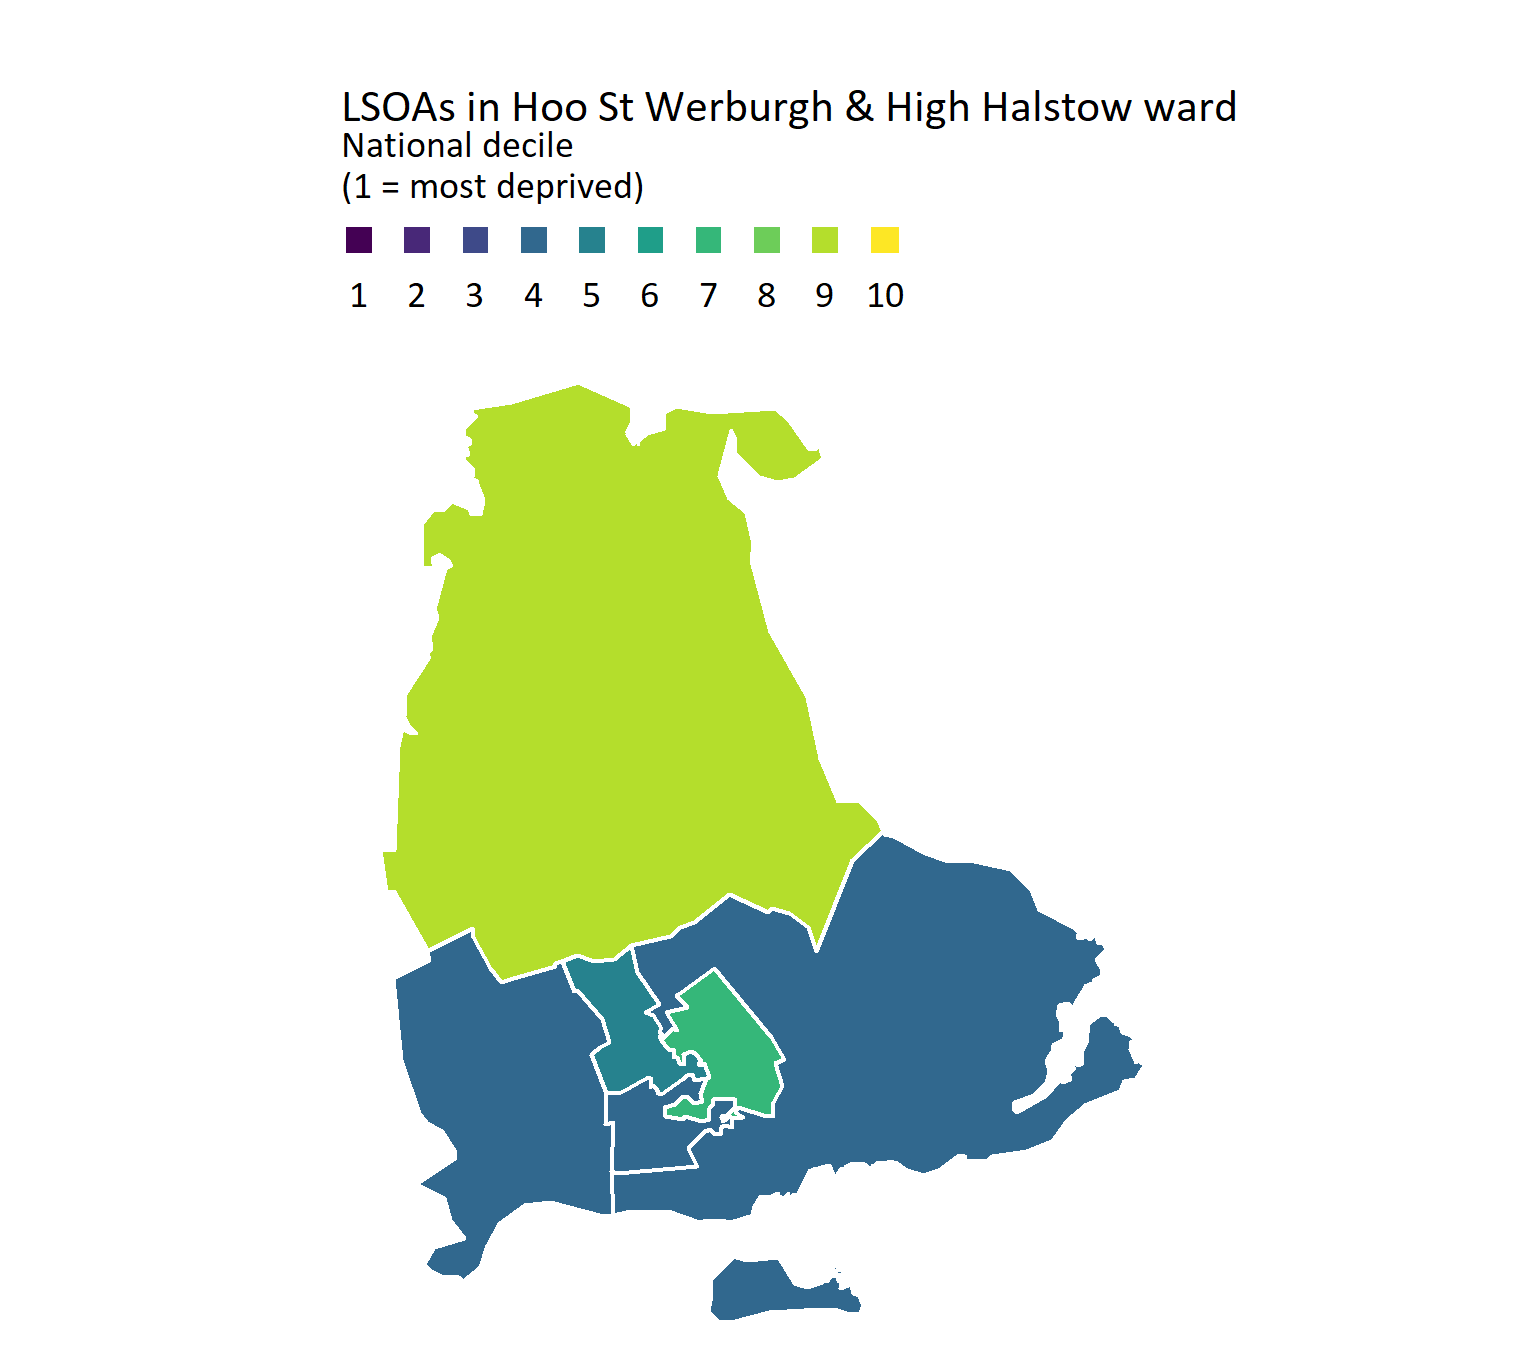 LSOAs in Hoo St Werburgh & High Halstow ward
National decile
(1 = most deprived)
1 2 3 4 5 6 7 8 9 10